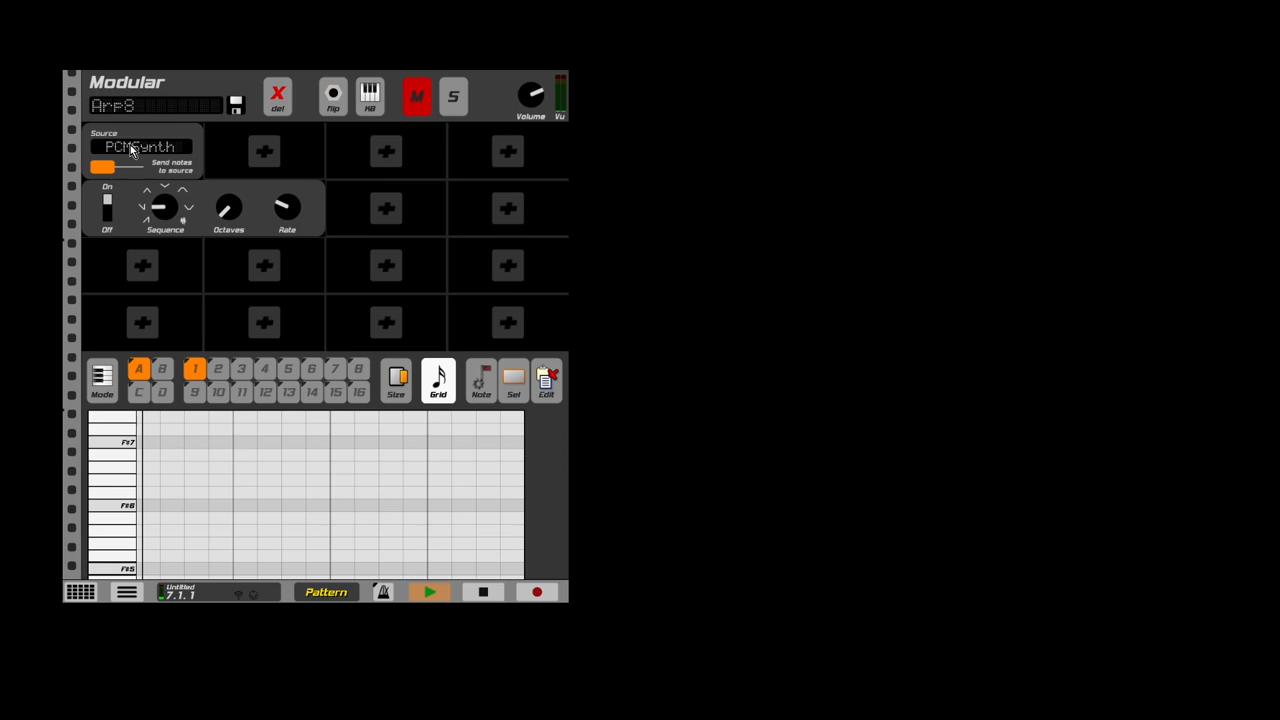 Modular
Arp8
X del
flip
KB
M
S
Volume
Vu
Source
PCMSynth
Send notes
to source
On
Off
Sequence
Octaves
Rate
Mode
A B
C D
1 2 3 4 5 6 7 8
9 10 11 12 13 14 15 16
Size
Grid
Note
Sel
Edit
F#7
F#6
F#5
Untitled
7.1.1
Pattern